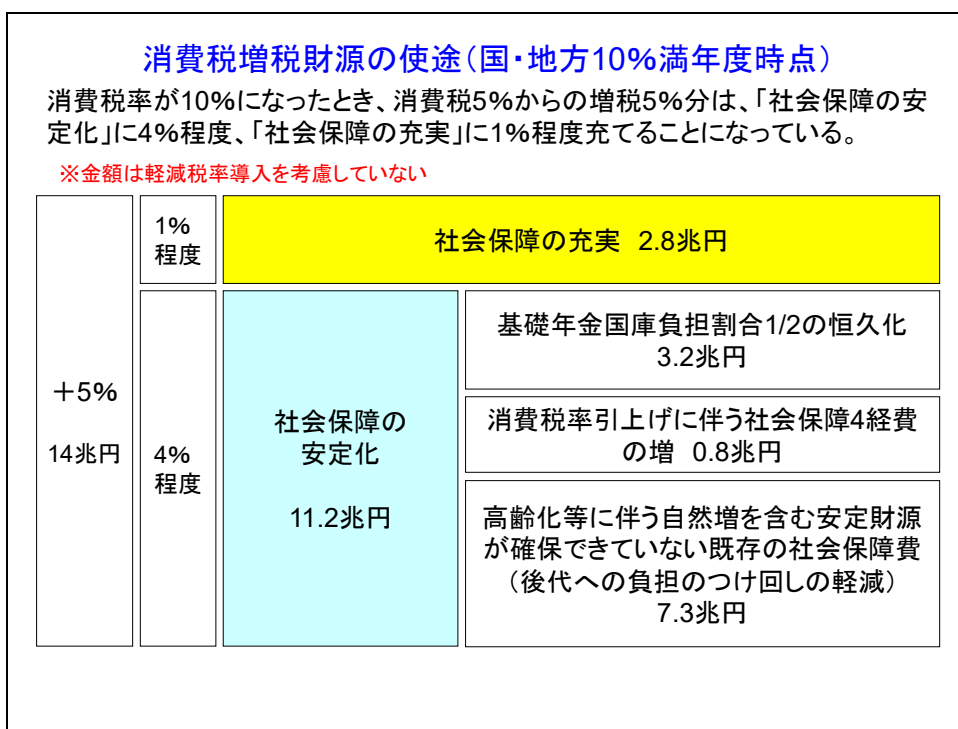 消費税増税財源の使途(国・地方10%満年度時点)
消費税率が10%になったとき、消費税5%からの増税5%分は、「社会保障の安
定化」に4%程度、「社会保障の充実」に1%程度充てることになっている。
※金額は軽減税率導入を考慮していない
+5%
14兆円
1%
程度
社会保障の充実 2.8兆円
4%
程度
社会保障の
安定化
11.2兆円
基礎年金国庫負担割合1/2の恒久化
3.2兆円
消費税率引上げに伴う社会保障4経費
の増 0.8兆円
高齢化等に伴う自然増を含む安定財源
が確保できていない既存の社会保障費
(後代への負担のつけ回しの軽減)
7.3兆円